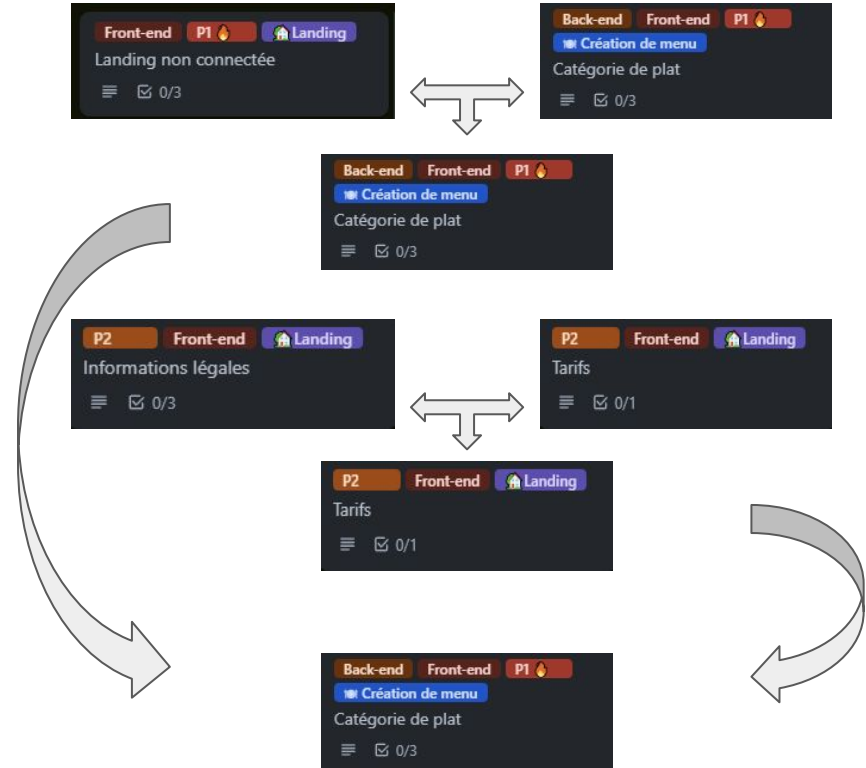 Front-end P1 Landing
Landing non connectée
0/3
Back-end Front-end P1
Création de menu
Catégorie de plat
0/3
Back-end Front-end P1
Création de menu
Catégorie de plat
0/3
P2 Front-end Landing
Informations légales
0/3
P2 Front-end Landing
Tarifs
0/1
P2 Front-end Landing
Tarifs
0/1
Back-end Front-end P1
Création de menu
Catégorie de plat
0/3